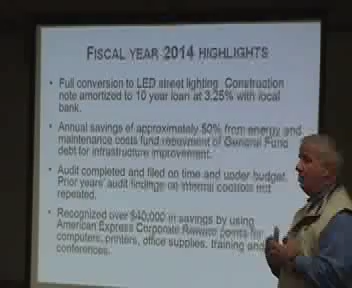 FISCAL YEAR 2014 HIGHLIGHTS
• Full conversion to LED street lighting. Construction
note amortized to 10 year loan at 3.25% with local
bank.
• Annual savings of approximately 50% from energy and
maintenance costs fund repayment of General Fund
debt for infrastructure improvement.
• Audit completed and filed on time and under budget.
Prior years' audit findings on internal controls not
repeated.
• Recognized over $40,000 in savings by using
American Express Corporate Reward points for
computers, printers, office supplies, training and
conferences.